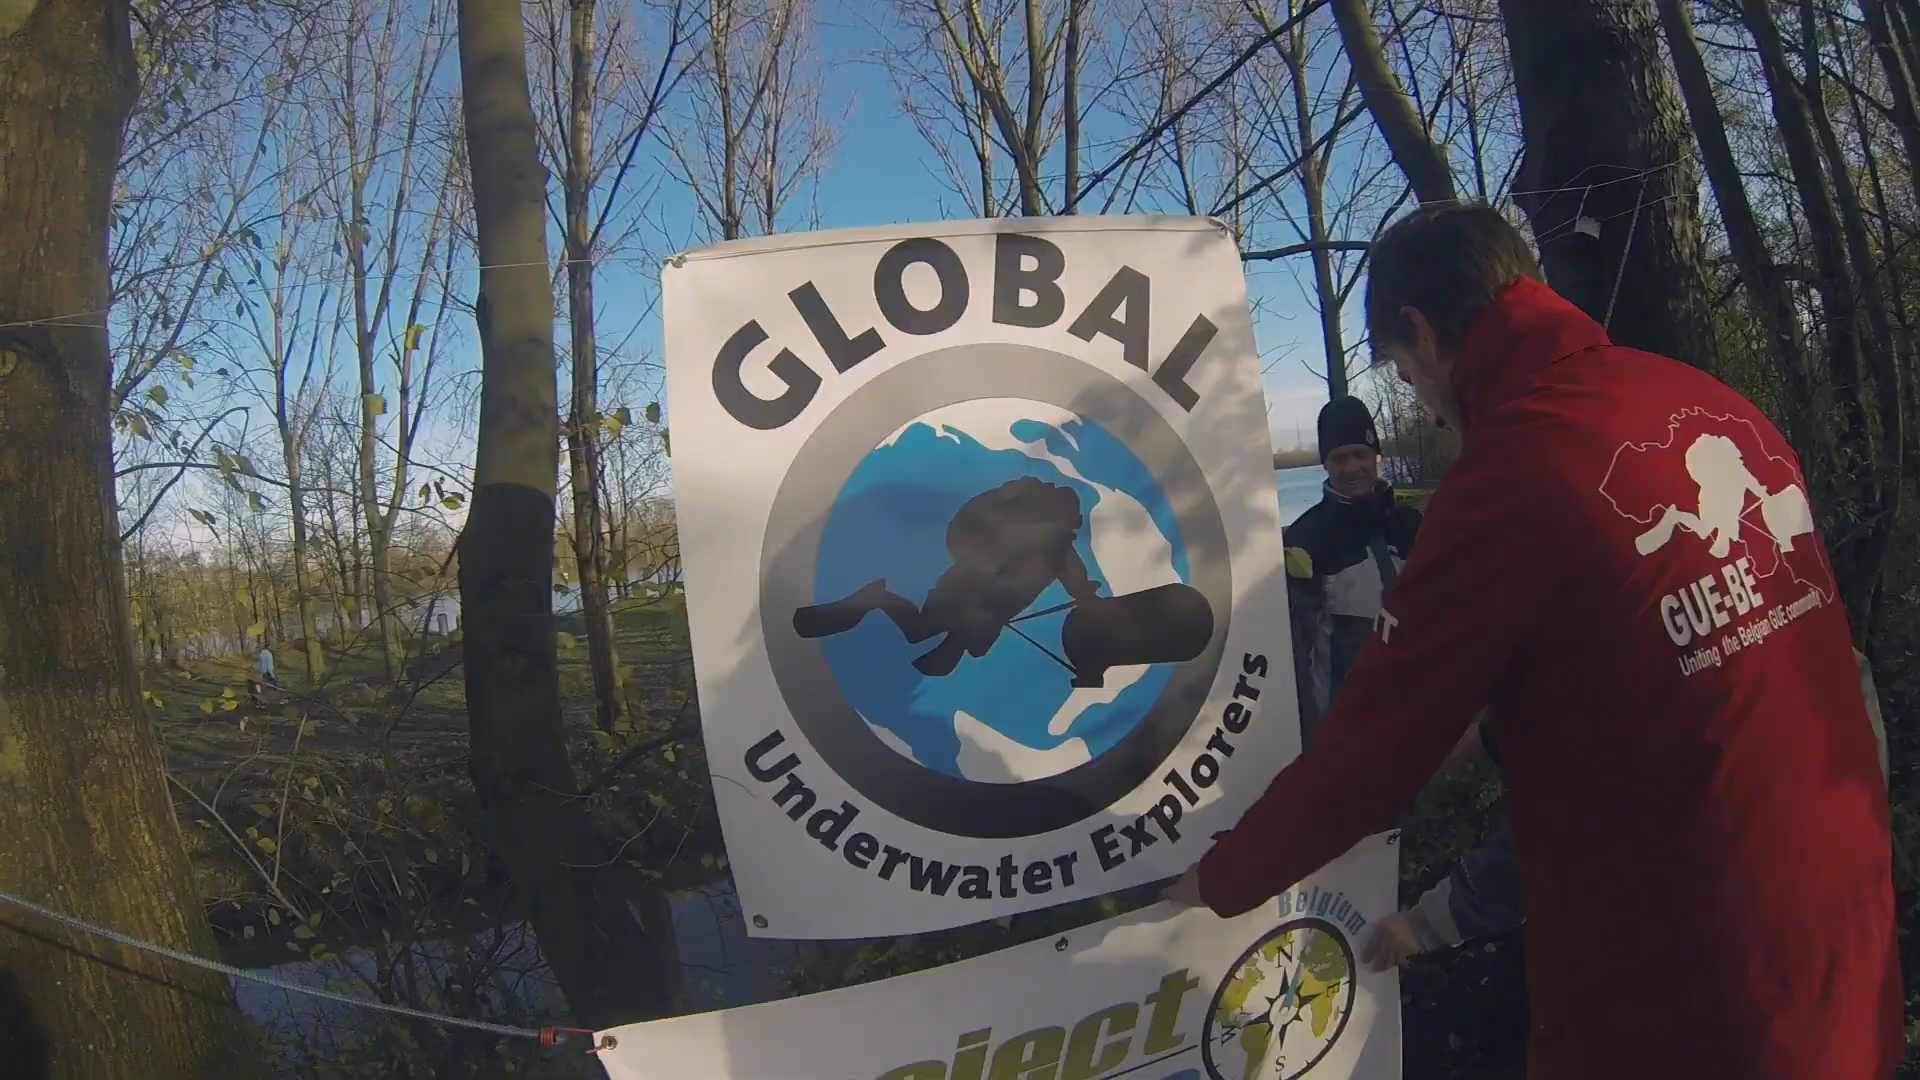 GLOBAL
Underwater Explorers
GUE-BE
Uniting the Belgian GUE community
Belgium
N
E
W
S